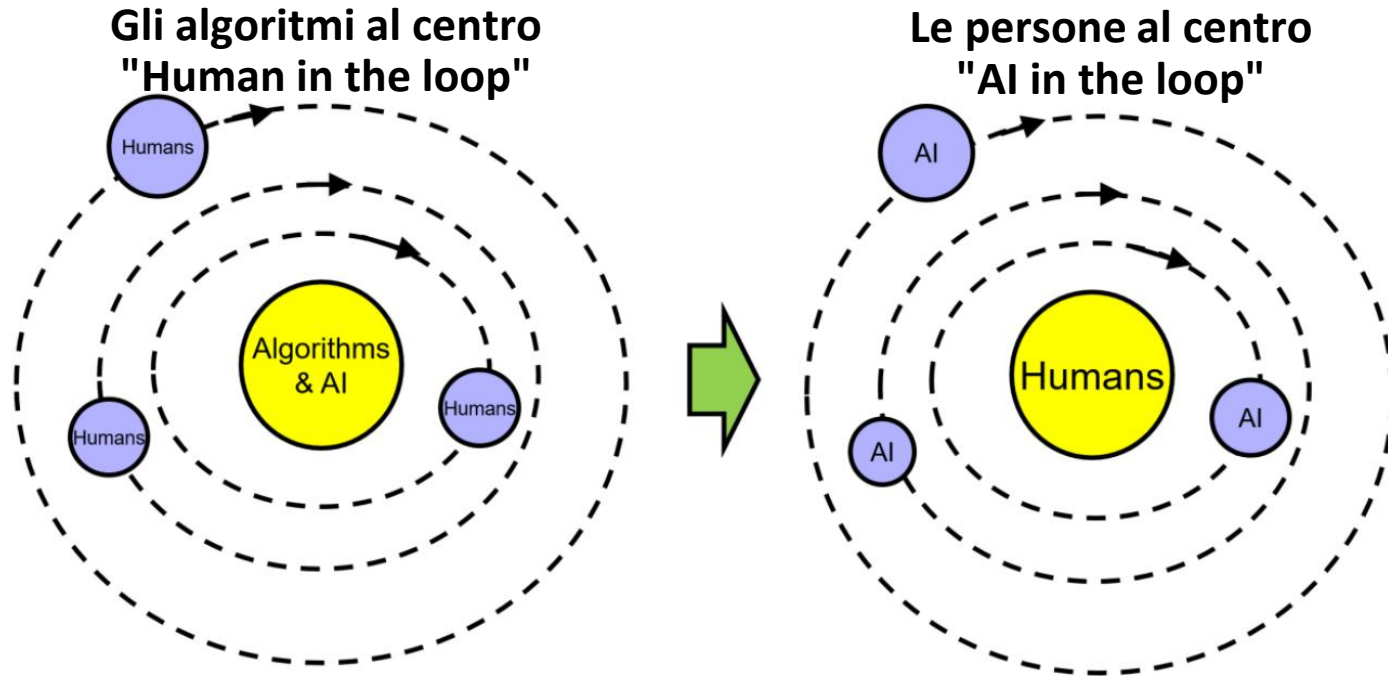 Gli algoritmi al centro
"Human in the loop"
Humans
Algorithms
& AI
Humans
Humans
Le persone al centro
"AI in the loop"
AI
Humans
AI
AI